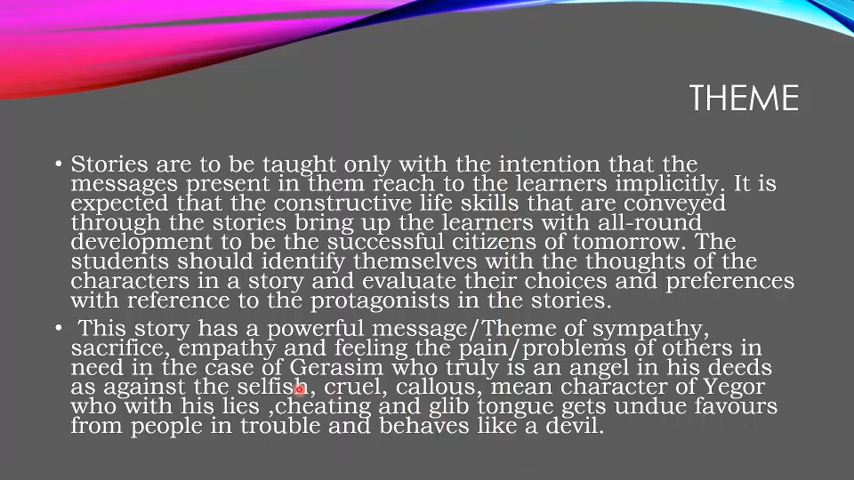 THEME
• Stories are to be taught only with the intention that the
messages present in them reach to the learners implicitly. It is
expected that the constructive life skills that are conveyed
through the stories bring up the learners with all-round
development to be the successful citizens of tomorrow. The
students should identify themselves with the thoughts of the
characters in a story and evaluate their choices and preferences
with reference to the protagonists in the stories.
• This story has a powerful message/Theme of sympathy,
sacrifice, empathy and feeling the pain/problems of others in
need in the case of Gerasim who truly is an angel in his deeds
as against the selfish, cruel, callous, mean character of Yegor
who with his lies ,cheating and glib tongue gets undue favours
from people in trouble and behaves like a devil.